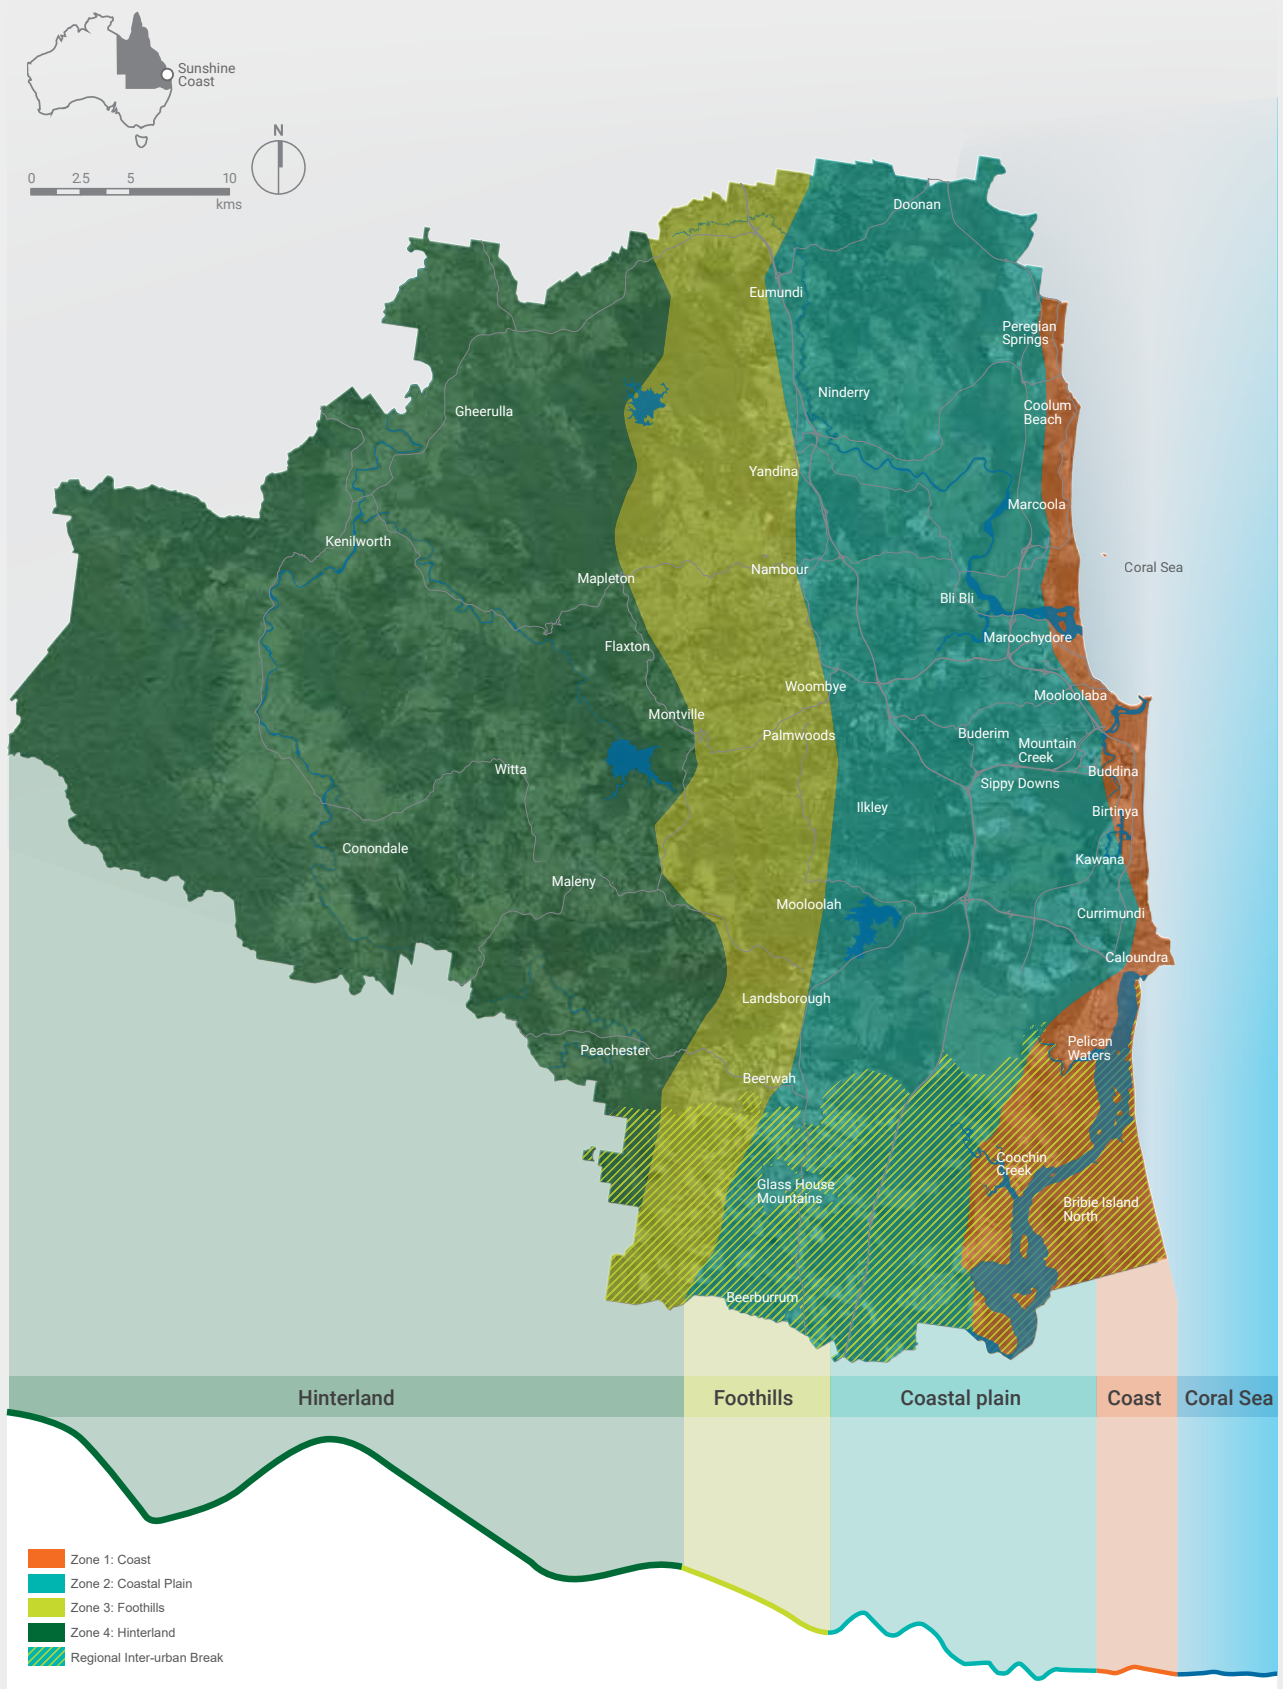 Sunshine
Coast
N
0 2.5 5 10
kms
Doonan
Eumundi
Peregian
Springs
Ninderry
Gheerulla
Coolum
Beach
Yandina
Marcoola
Kenilworth
Coral Sea
Nambour
Mapleton
Bli Bli
Maroochydore
Flaxton
Woombye
Mooloolaba
Montville
Palmwoods
Buderim
Mountain
Creek
Witta
Buddina
Sippy Downs
Ilkley
Birtinya
Conondale
Kawana
Maleny
Mooloolah
Currimundi
Caloundra
Landsborough
Pelican
Waters
Peachester
Beerwah
Coochin
Creek
Glass House
Mountains
Bribie Island
North
Beerburrum
Hinterland Foothills Coastal plain Coast Coral Sea
Zone 1: Coast
Zone 2: Coastal Plain
Zone 3: Foothills
Zone 4: Hinterland
Regional Inter-urban Break